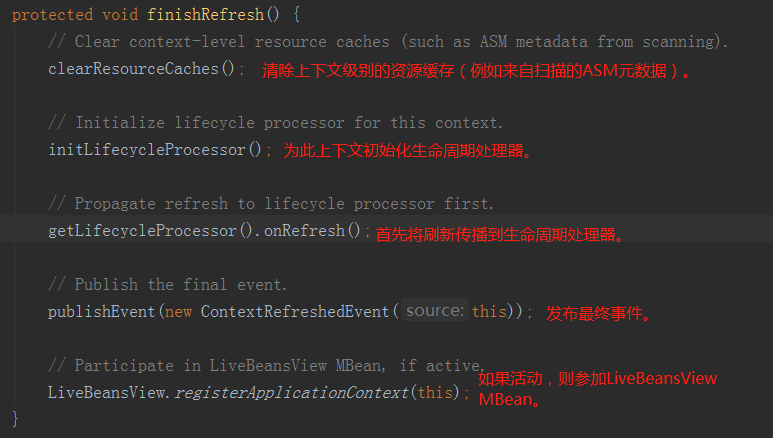 protected void finishRefresh() {
// Clear context-level resource caches (such as ASM metadata from scanning).
clearResourceCaches(); 清除上下文级别的资源缓存（例如来自扫描的ASM元数据）。
// Initialize lifecycle processor for this context.
initLifecycleProcessor(); 为此上下文初始化生命周期处理器。
// Propagate refresh to lifecycle processor first.
getLifecycleProcessor().onRefresh(); 首先将刷新传播到生命周期处理器。
// Publish the final event.
publishEvent(new ContextRefreshedEvent( source: this)); 发布最终事件。
// Participate in LiveBeansView MBean, if active.
LiveBeansView.registerApplicationContext(this); 如果活动，则参加LiveBeansView
MBean。
}